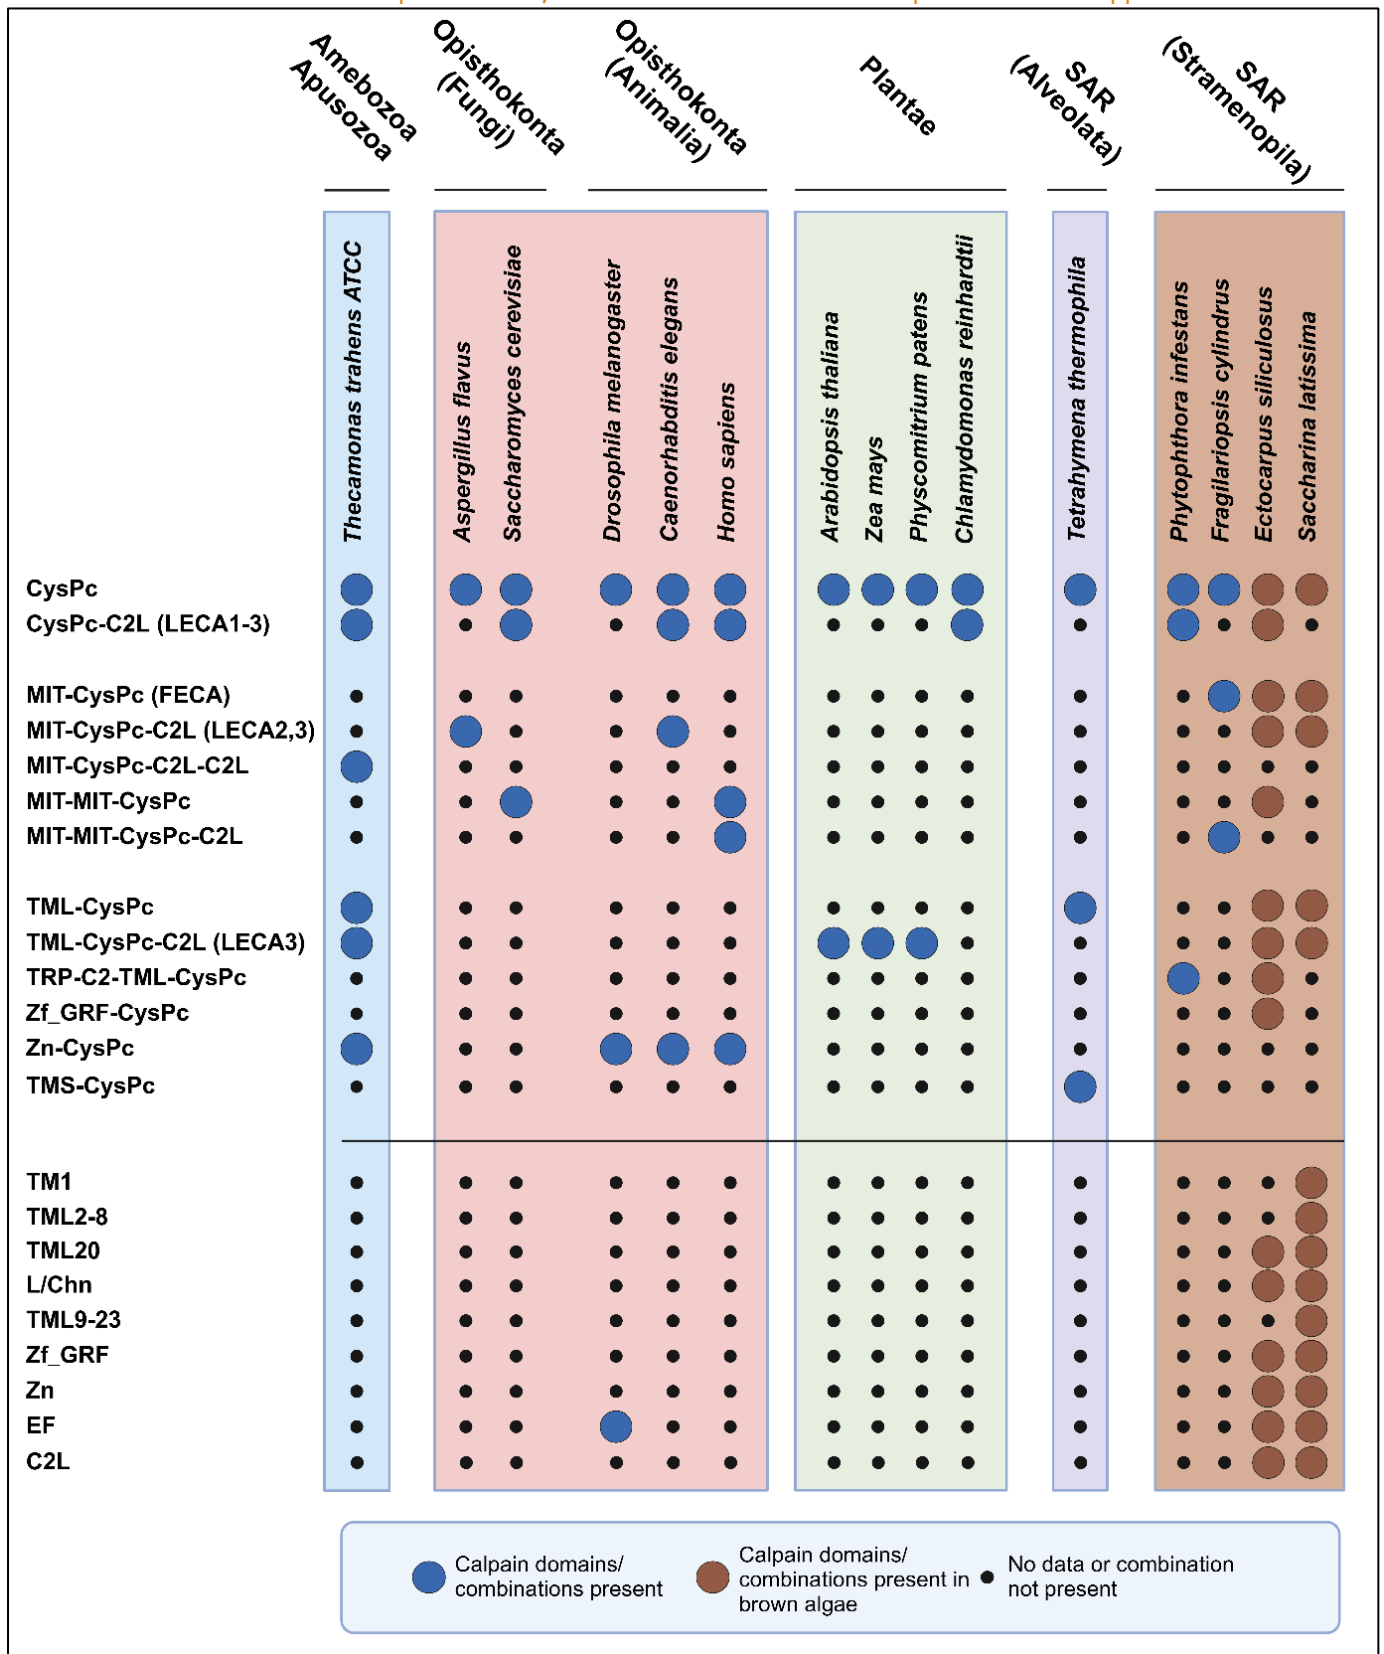 Amebozoa
Apusozoa
Opisthokonta
(Fungi)
Opisthokonta
(Animalia)
Plantae
SAR
(Alveolata)
SAR
(Stramenopila)
Thecamonas trahens ATCC
Aspergillus flavus
Saccharomyces cerevisiae
Drosophila melanogaster
Caenorhabditis elegans
Homo sapiens
Arabidopsis thaliana
Zea mays
Physcomitrium patens
Chlamydomonas reinhardtii
Tetrahymena thermophila
Phytophthora infestans
Fragilariopsis cylindrus
Ectocarpus siliculosus
Saccharina latissima
CysPc
CysPc-C2L (LECA1-3)
MIT-CysPc (FECA)
MIT-CysPc-C2L (LECA2,3)
MIT-CysPc-C2L-C2L
MIT-MIT-CysPc
MIT-MIT-CysPc-C2L
TML-CysPc
TML-CysPc-C2L (LECA3)
TRP-C2-TML-CysPc
Zf_GRF-CysPc
Zn-CysPc
TMS-CysPc
TM1
TML2-8
TML20
L/Chn
TML9-23
Zf_GRF
Zn
EF
C2L
Calpain domains/
combinations present
Calpain domains/
combinations present in
brown algae
No data or combination
not present